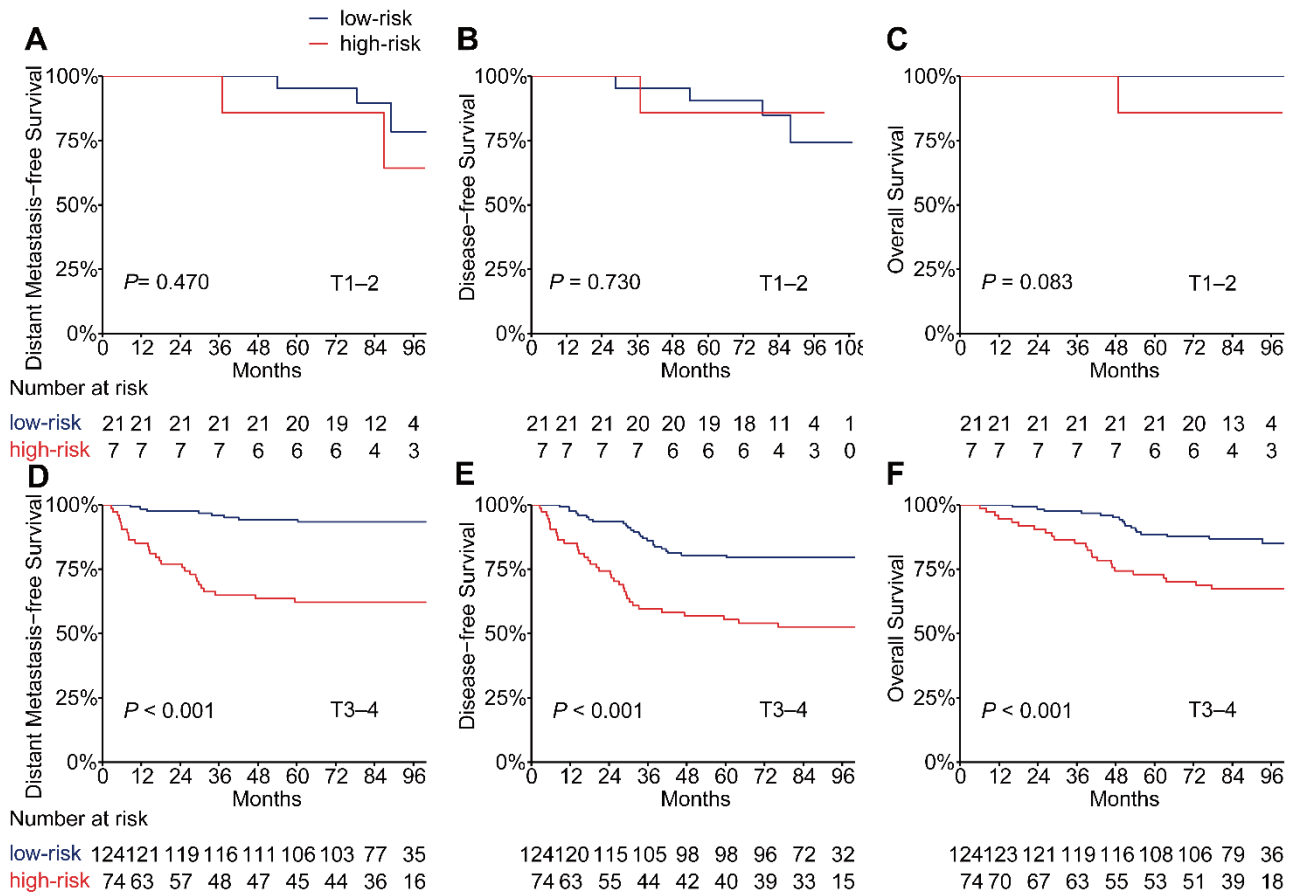 low-risk
high-risk
A
Distant Metastasis-free Survival
100%
75%
50%
25%
0%
P= 0.470
T1–2
0 12 24 36 48 60 72 84 96
Months
B
Disease-free Survival
100%
75%
50%
25%
0%
P = 0.730
T1–2
0 12 24 36 48 60 72 84 96 108
Months
C
Overall Survival
100%
75%
50%
25%
0%
P = 0.083
T1–2
0 12 24 36 48 60 72 84 96
Months
Number at risk
low-risk 21 21 21 21 21 20 19 12 4
high-risk 7 7 7 7 6 6 6 4 3
21 21 21 20 20 19 18 11 4 1
7 7 7 7 6 6 6 4 3 0
21 21 21 21 21 21 20 13 4
7 7 7 7 7 6 6 4 3
D
Distant Metastasis-free Survival
100%
75%
50%
25%
0%
P < 0.001
T3–4
0 12 24 36 48 60 72 84 96
Months
E
Disease-free Survival
100%
75%
50%
25%
0%
P < 0.001
T3–4
0 12 24 36 48 60 72 84 96
Months
F
Overall Survival
100%
75%
50%
25%
0%
P < 0.001
T3–4
0 12 24 36 48 60 72 84 96
Months
Number at risk
low-risk 124 121 119 116 111 106 103 77 35
high-risk 74 63 57 48 47 45 44 36 16
124 120 115 105 98 98 96 72 32
74 63 55 44 42 40 39 33 15
124 123 121 119 116 108 106 79 36
74 70 67 63 55 53 51 39 18